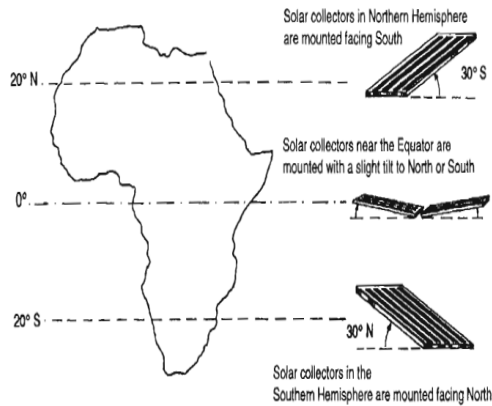 Solar collectors in Northern Hemisphere
are mounted facing South
20° N
30° S
Solar collectors near the Equator are
mounted with a slight tilt to North or South
0°
20° S
30° N
Solar collectors in the
Southern Hemisphere are mounted facing North